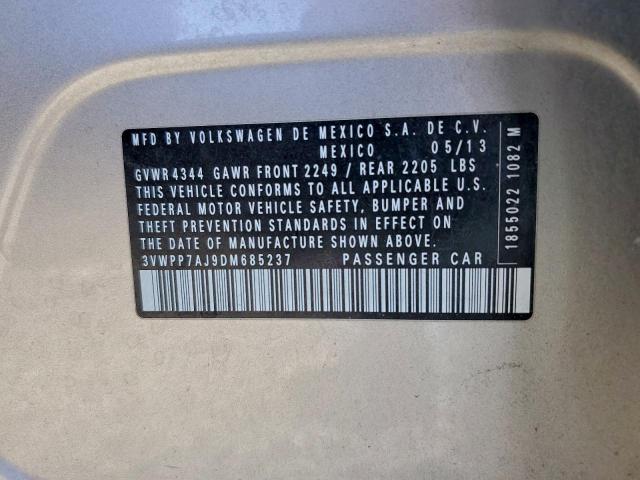 MFD BY VOLKSWAGEN DE MEXICO S.A. DE C.V.
MEXICO 05/13
GVWR 4344 GAWR FRONT 2249 / REAR 2205 LBS
THIS VEHICLE CONFORMS TO ALL APPLICABLE U.S.
FEDERAL MOTOR VEHICLE SAFETY, BUMPER AND
THEFT PREVENTION STANDARDS IN EFFECT ON
THE DATE OF MANUFACTURE SHOWN ABOVE.
3VWPP7AJ9DM685237 PASSENGER CAR
1855022 1082 M